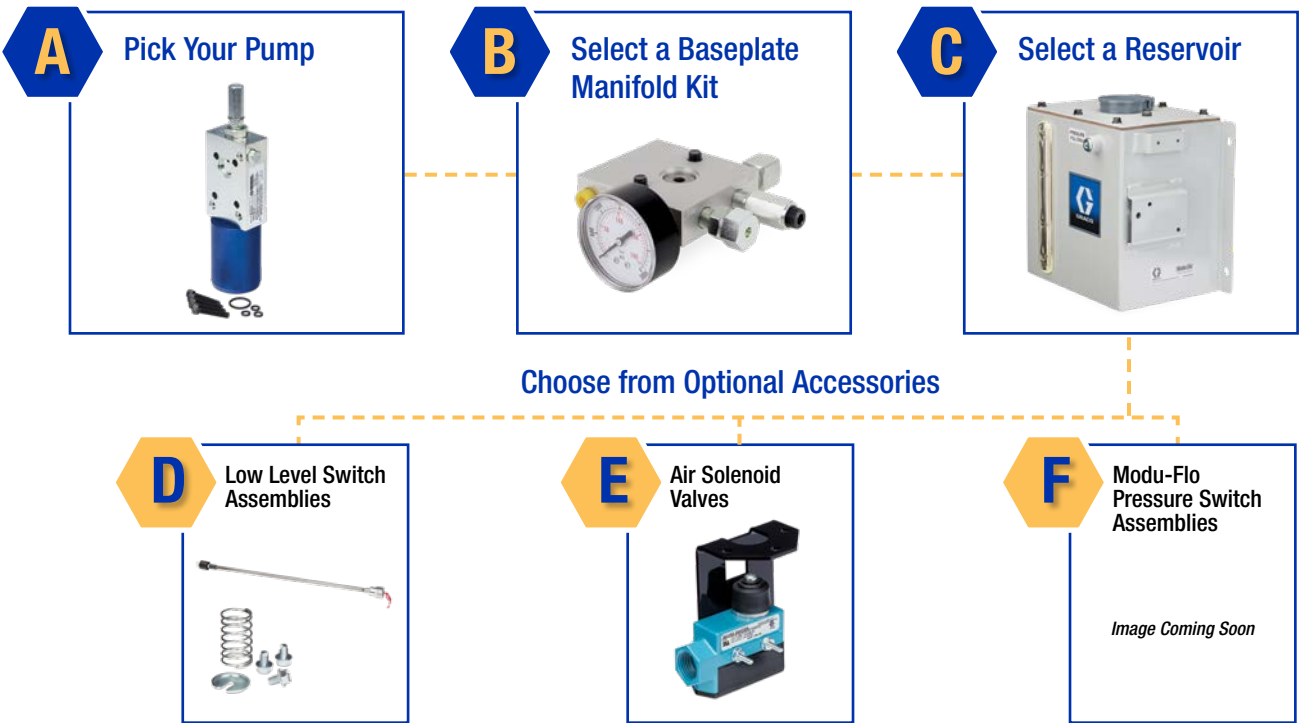 A
Pick Your Pump
B
Select a Baseplate
Manifold Kit
C
Select a Reservoir
GRACO
Choose from Optional Accessories
D
Low Level Switch
Assemblies
E
Air Solenoid
Valves
F
Modu-Flo
Pressure Switch
Assemblies
Image Coming Soon